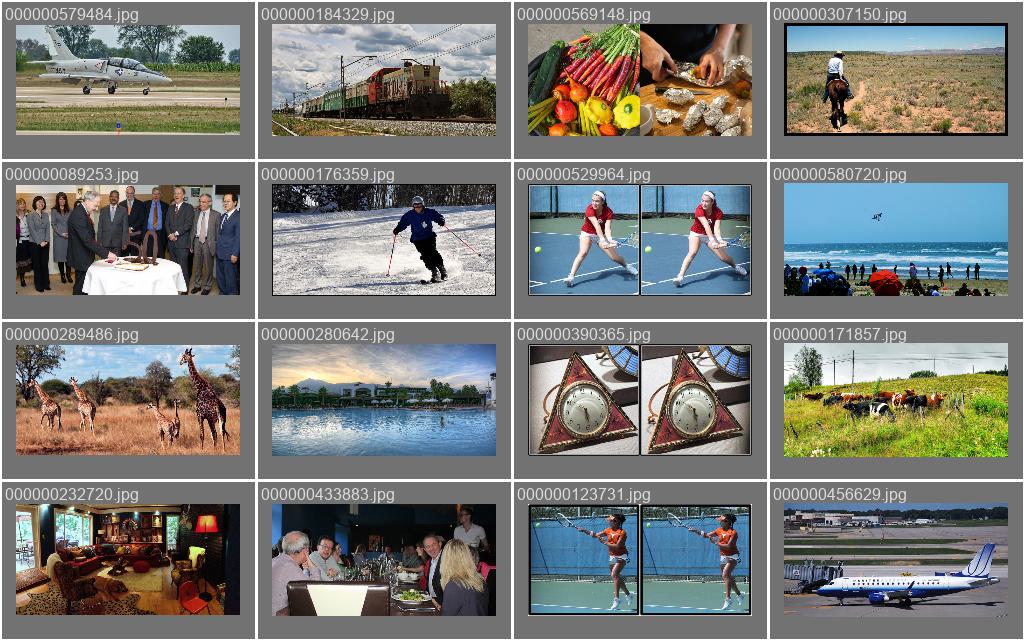 000000579484.jpg
000000184329.jpg
000000569148.jpg
000000307150.jpg
000000089253.jpg
000000176359.jpg
000000529964.jpg
000000580720.jpg
000000289486.jpg
000000280642.jpg
000000390365.jpg
000000171857.jpg
000000232720.jpg
000000433883.jpg
000000123731.jpg
000000456629.jpg